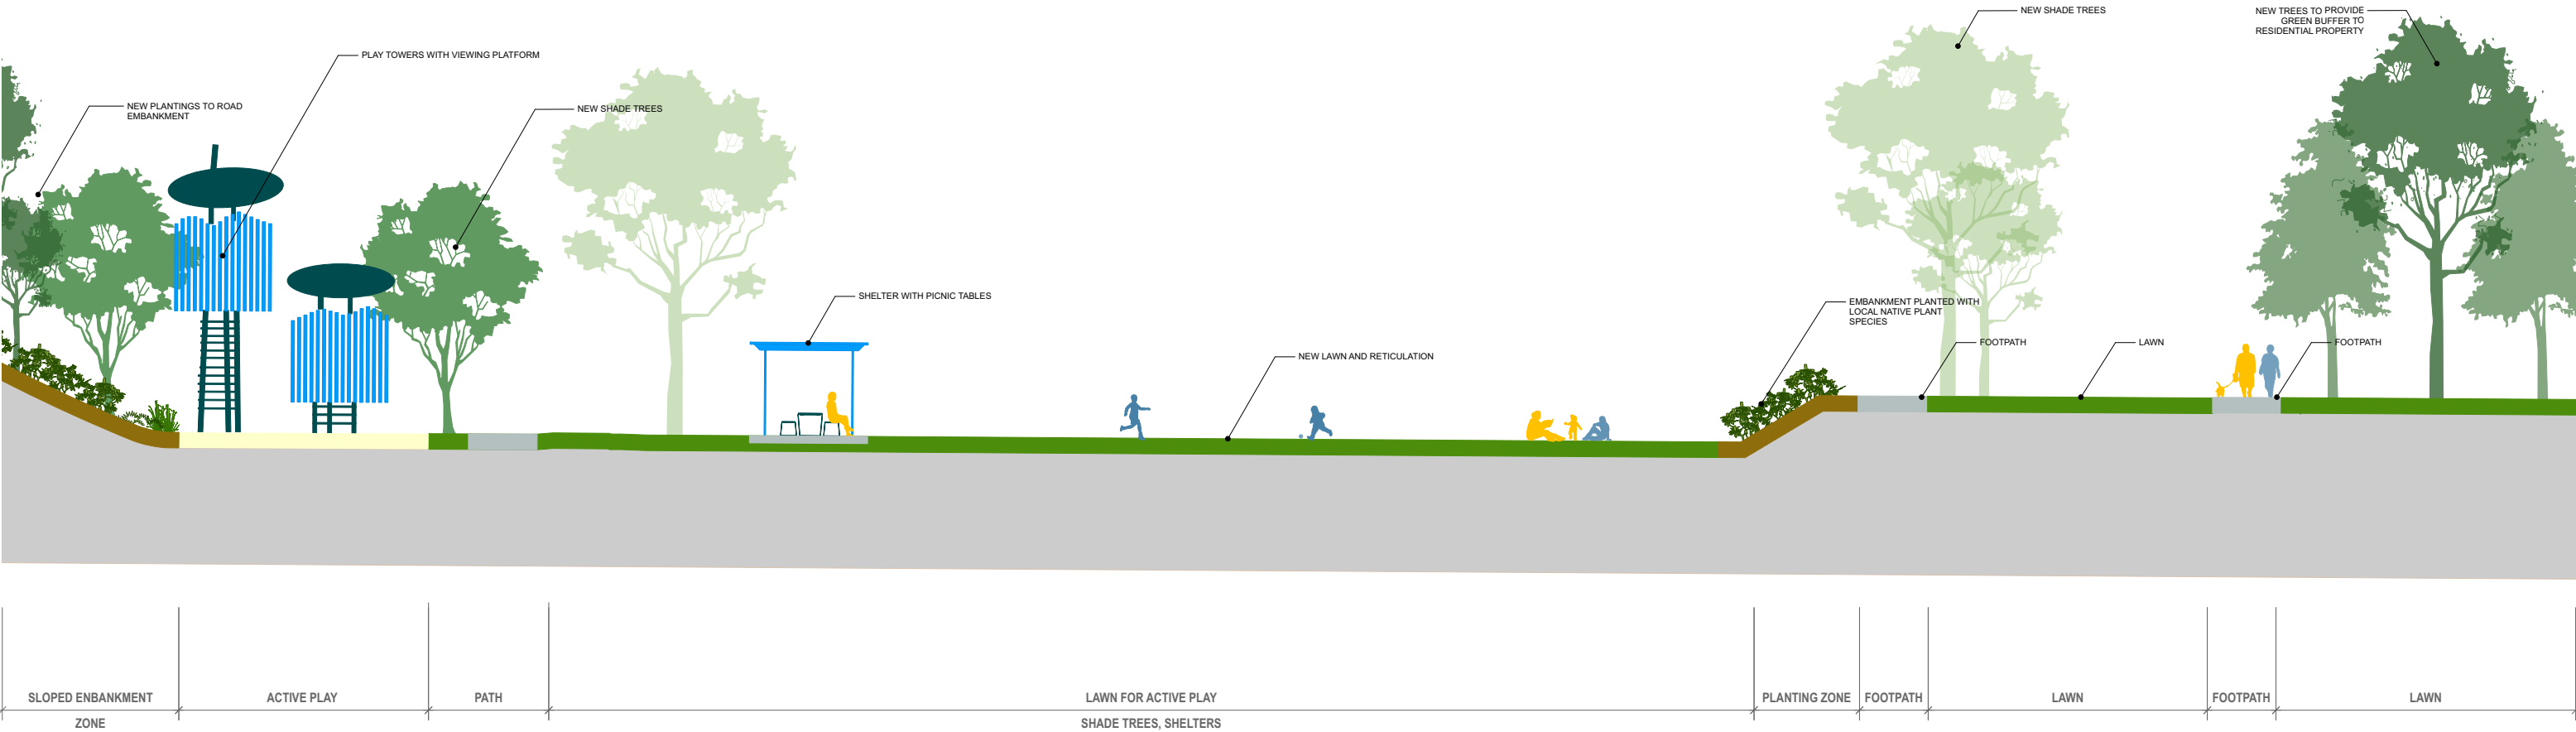 NEW SHADE TREES
NEW TREES TO PROVIDE
GREEN BUFFER TO
RESIDENTIAL PROPERTY
PLAY TOWERS WITH VIEWING PLATFORM
NEW PLANTINGS TO ROAD
EMBANKMENT
NEW SHADE TREES
SHELTER WITH PICNIC TABLES
EMBANKMENT PLANTED WITH
LOCAL NATIVE PLANT
SPECIES
NEW LAWN AND RETICULATION
FOOTPATH
LAWN
FOOTPATH
SLOPED ENBANKMENT
ZONE
ACTIVE PLAY
PATH
LAWN FOR ACTIVE PLAY
SHADE TREES, SHELTERS
PLANTING ZONE
FOOTPATH
LAWN
FOOTPATH
LAWN